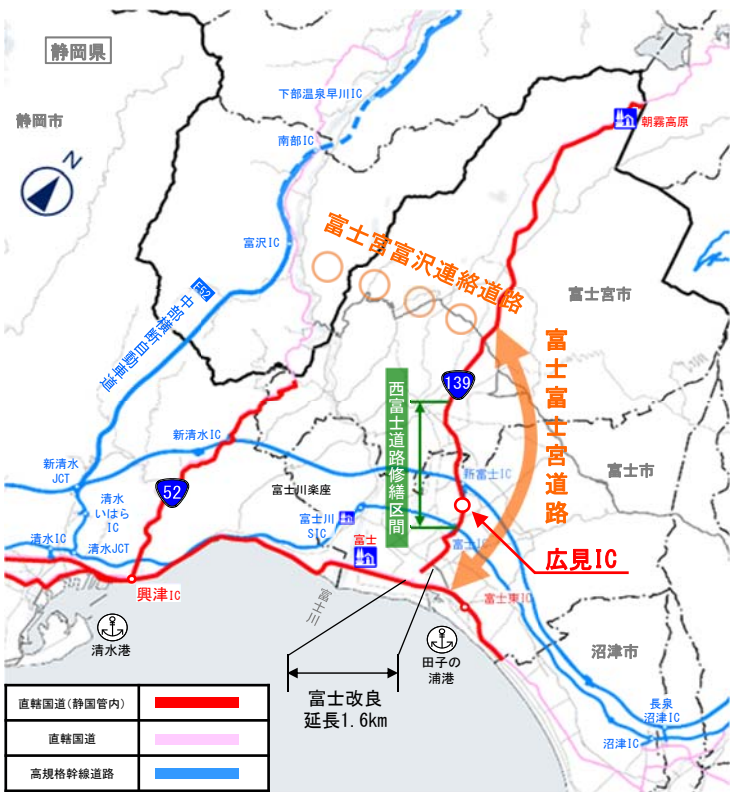 静岡県
静岡市
N
下部温泉早川IC
南部IC
富沢IC
朝霧高原
富士宮富沢連絡道路
富士宮市
E52
中部横断自動車道
139
富士富士宮道路
西富士道路修繕区間
新清水IC
新清水
JCT
52
清水
いはら
IC
富士川楽座
富士川
SIC
新富士IC
富士市
清水IC
清水JCT
富士
富士IC
広見IC
興津IC
富士川
富士東IC
清水港
田子の
浦港
沼津市
富士改良
延長1.6km
長泉
沼津IC
沼津IC
直轄国道(静国管内)
直轄国道
高規格幹線道路